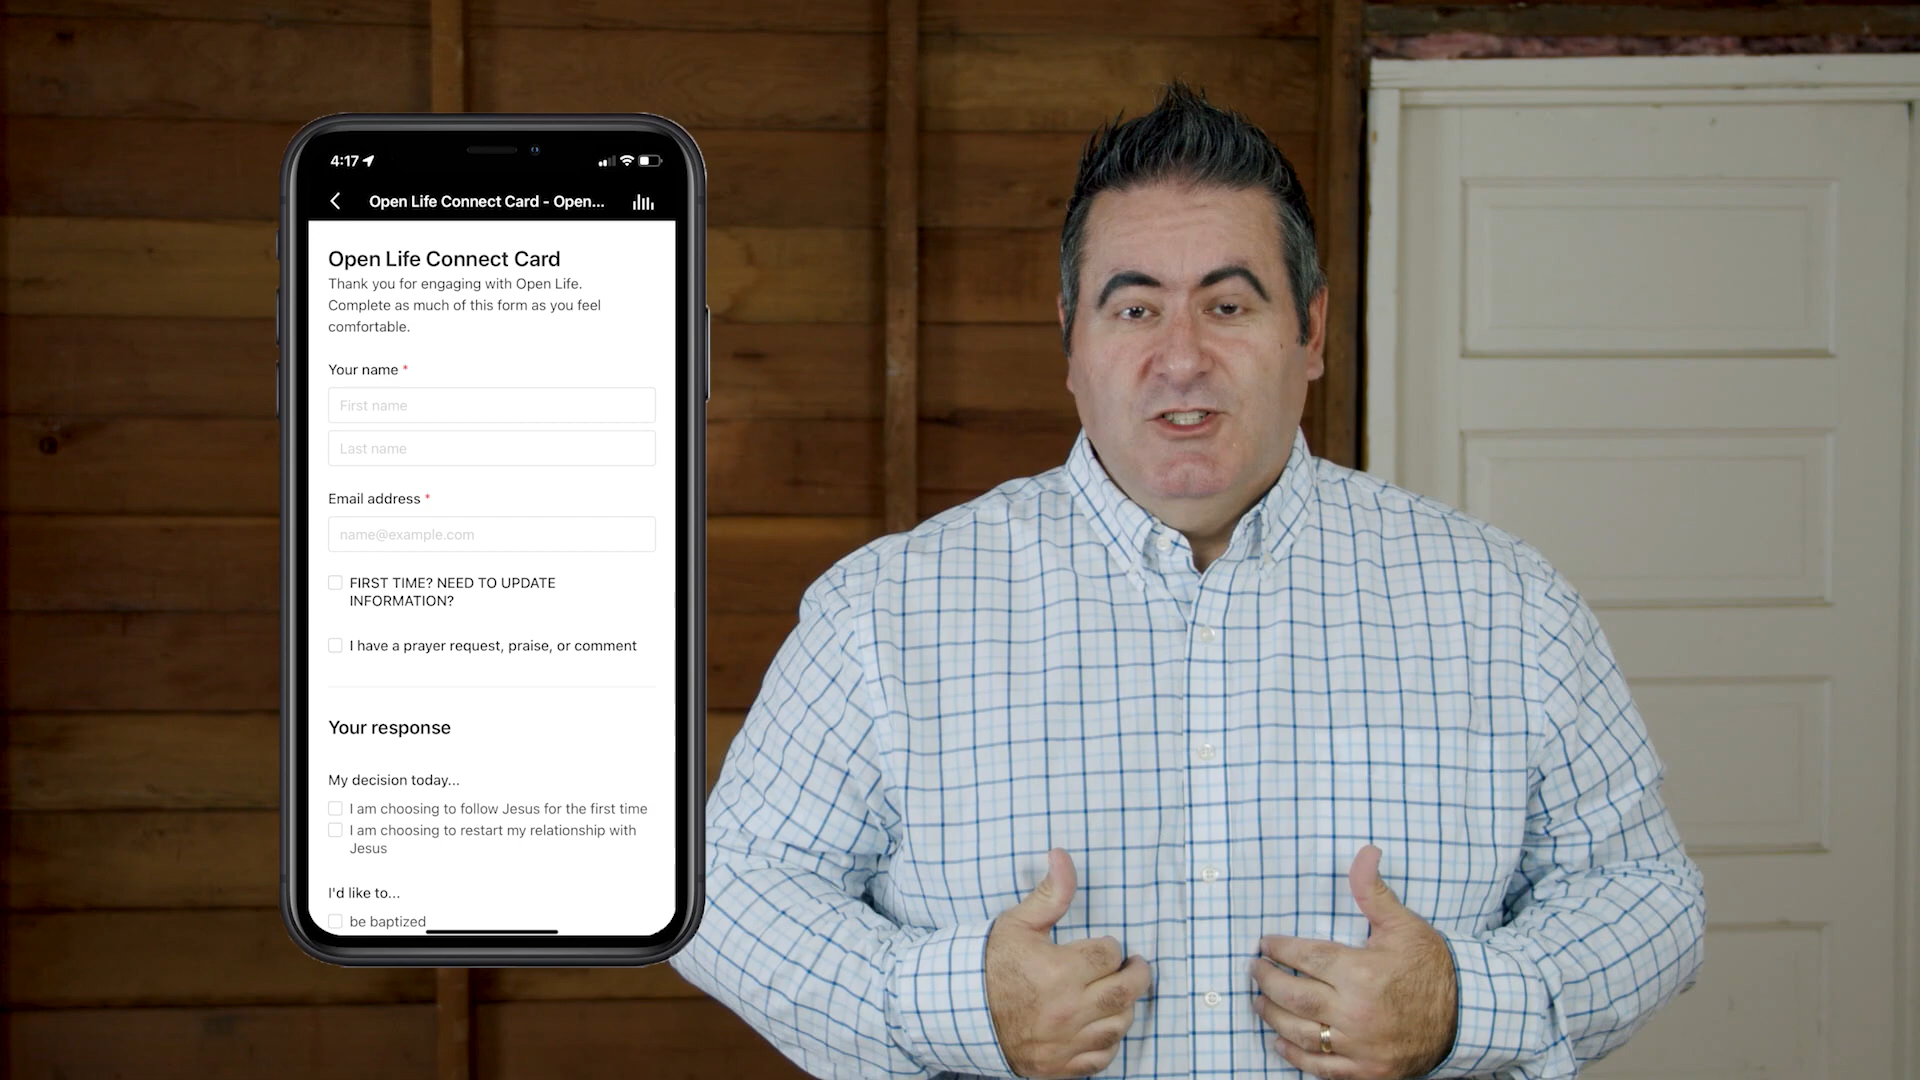 4:17
Open Life Connect Card - Open...
Open Life Connect Card
Thank you for engaging with Open Life.
Complete as much of this form as you feel
comfortable.
Your name *
First name
Last name
Email address *
name@example.com
FIRST TIME? NEED TO UPDATE
INFORMATION?
I have a prayer request, praise, or comment
Your response
My decision today...
I am choosing to follow Jesus for the first time
I am choosing to restart my relationship with
Jesus
I'd like to...
be baptized